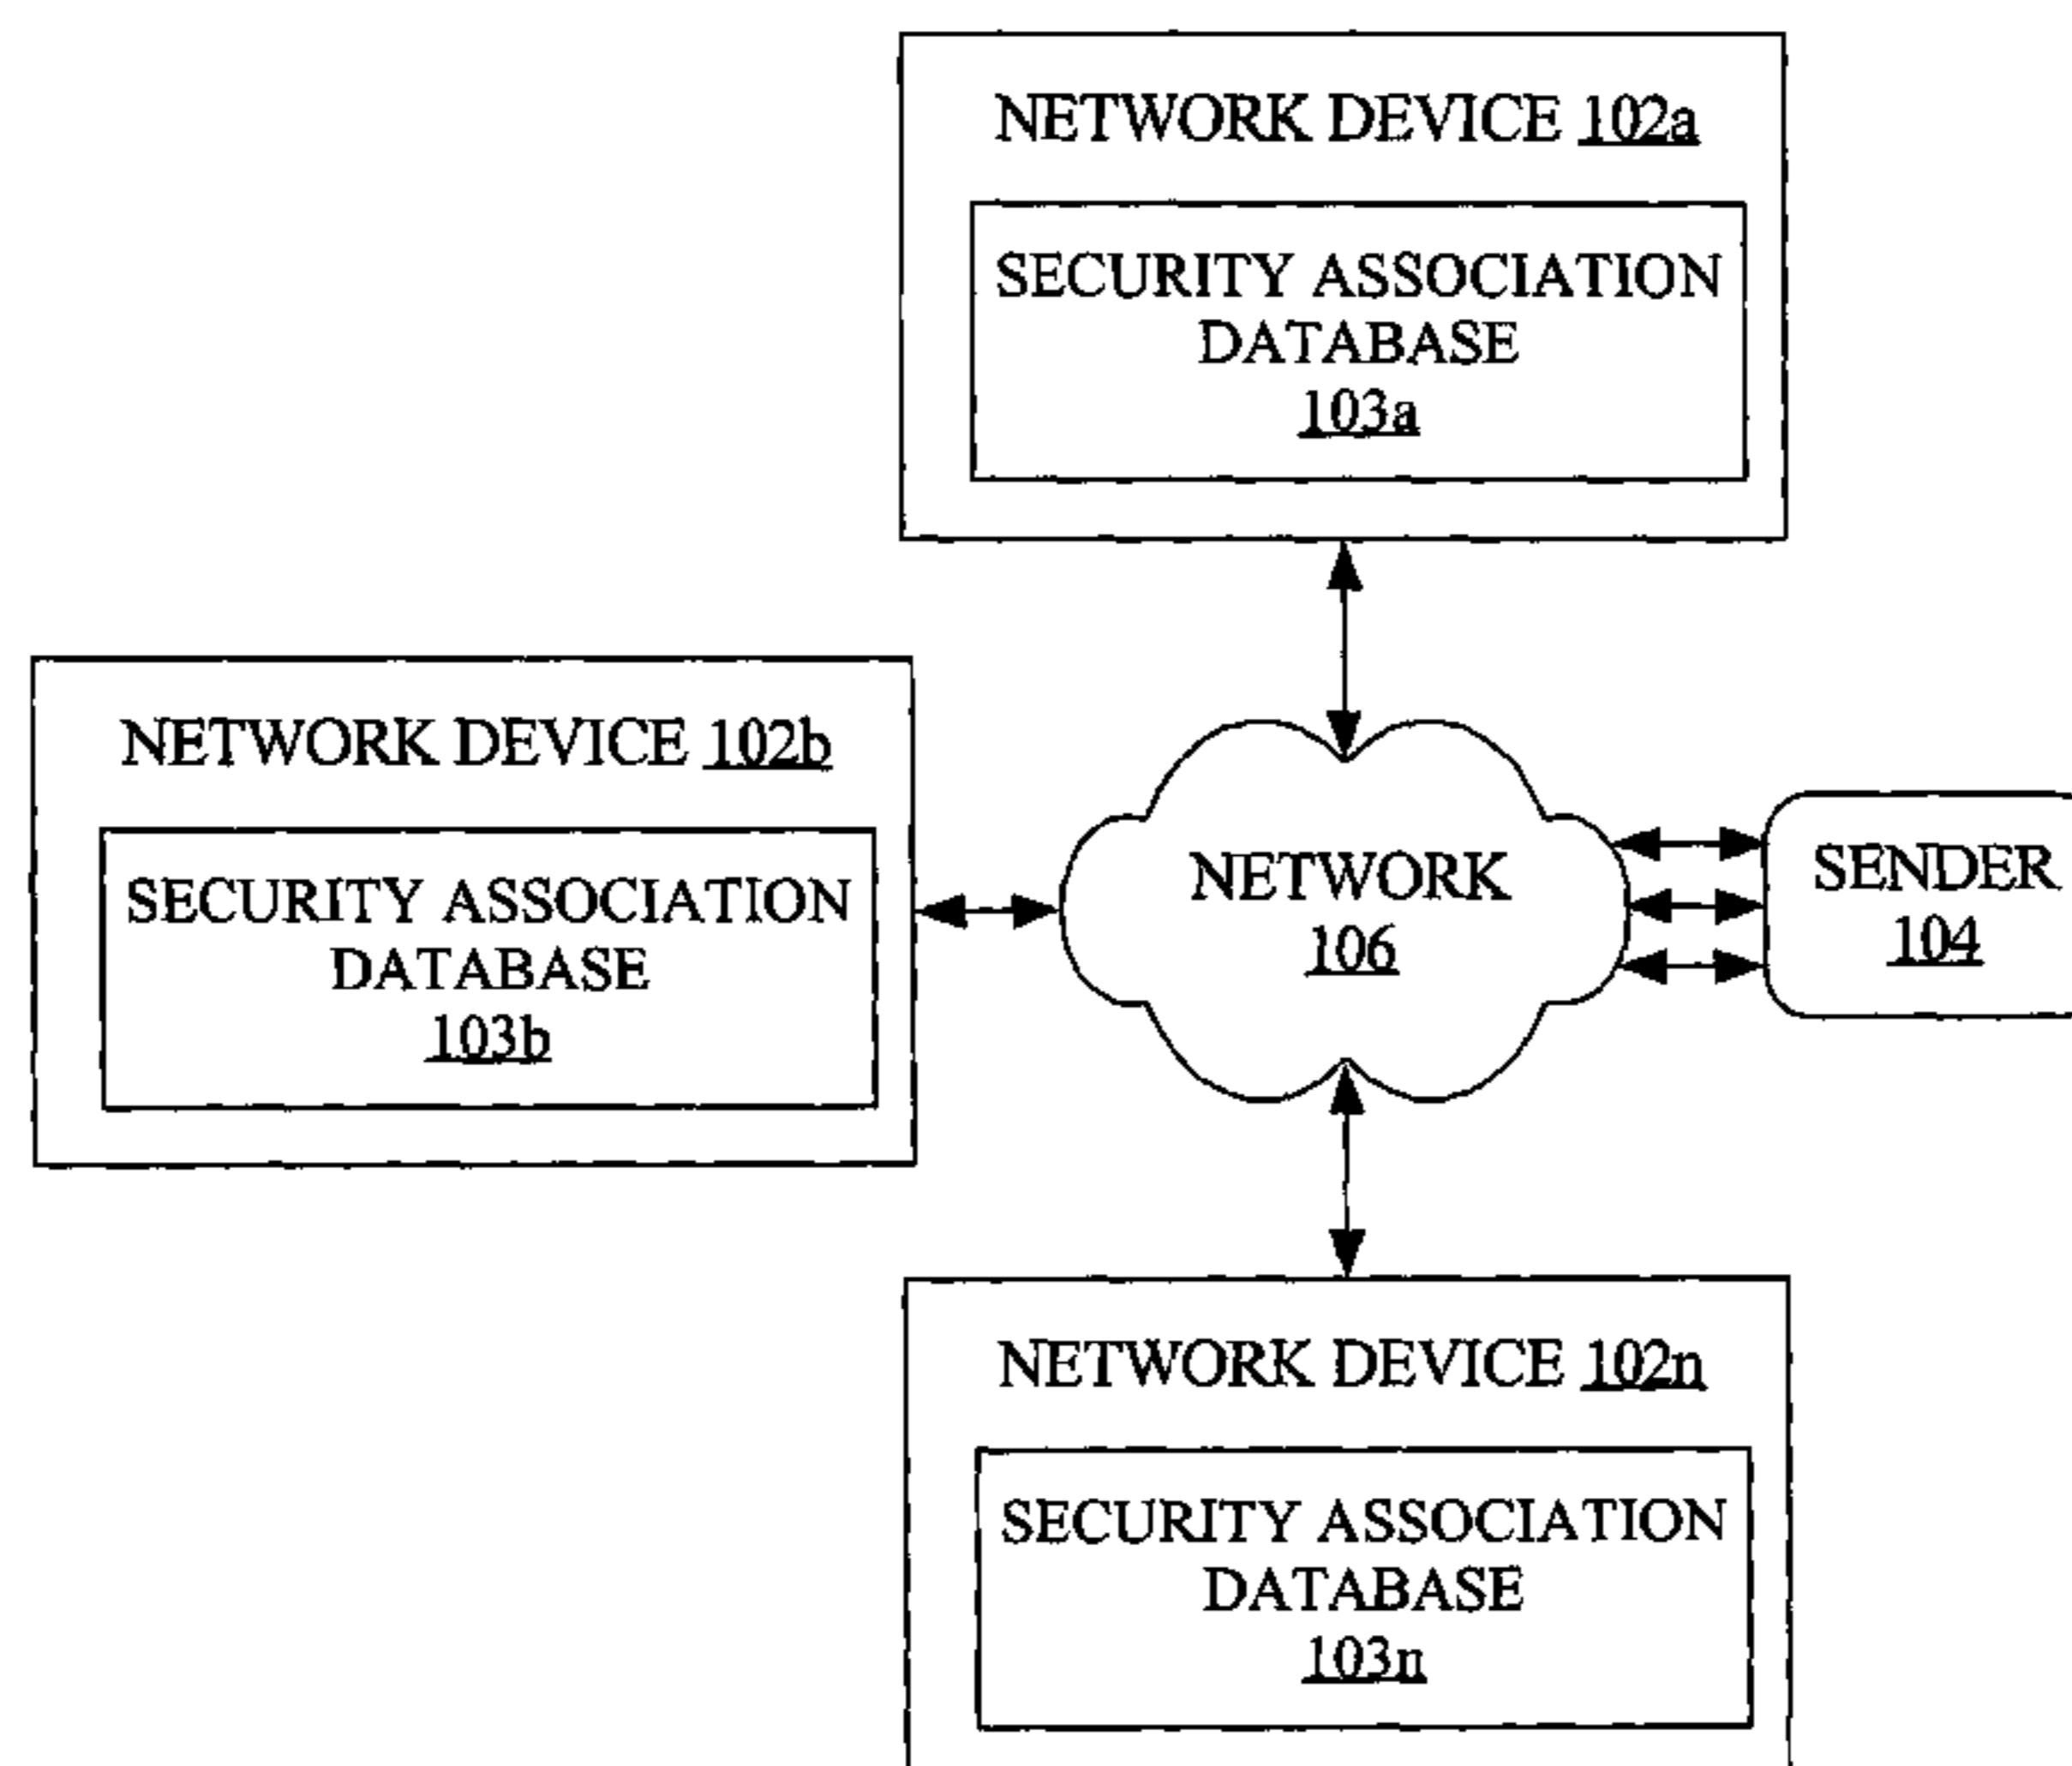 NETWORK DEVICE 102a
SECURITY ASSOCIATION
DATABASE
103a
NETWORK DEVICE 102b
SECURITY ASSOCIATION
DATABASE
103b
NETWORK
106
SENDER
104
NETWORK DEVICE 102n
SECURITY ASSOCIATION
DATABASE
103n